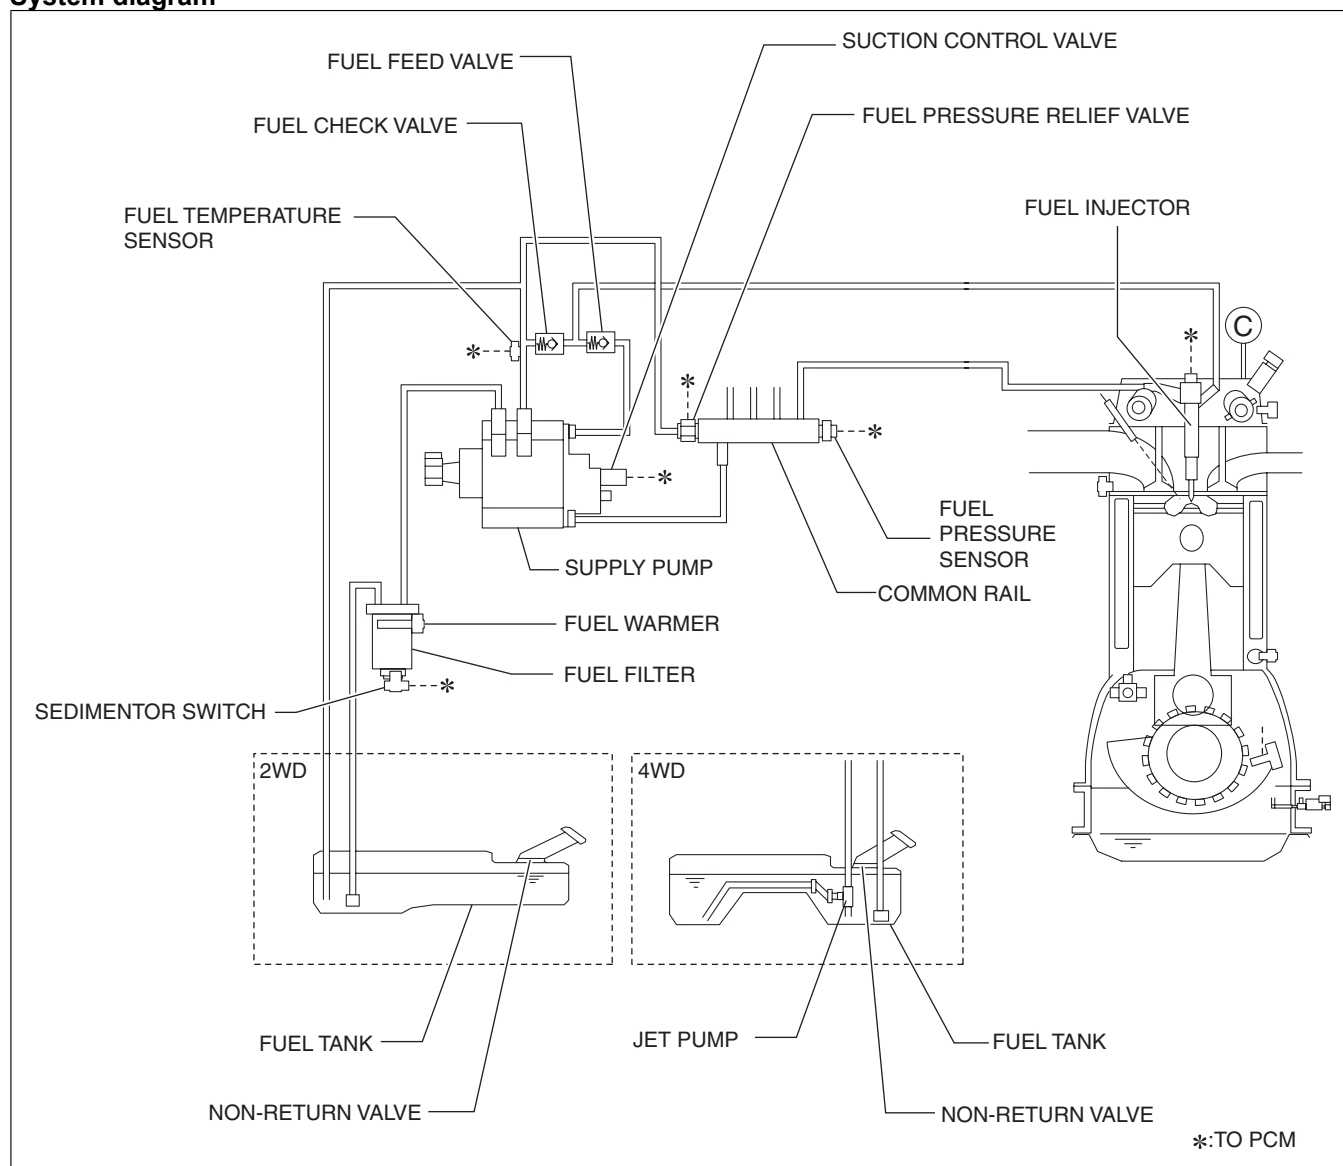 System diagram
SUCTION CONTROL VALVE
FUEL FEED VALVE
FUEL PRESSURE RELIEF VALVE
FUEL CHECK VALVE
FUEL TEMPERATURE
SENSOR
FUEL INJECTOR
C
*
*
*
*
*
FUEL
PRESSURE
SENSOR
SUPPLY PUMP
COMMON RAIL
FUEL WARMER
FUEL FILTER
*
SEDIMENTOR SWITCH
2WD
4WD
FUEL TANK
JET PUMP
FUEL TANK
NON-RETURN VALVE
NON-RETURN VALVE
*:TO PCM